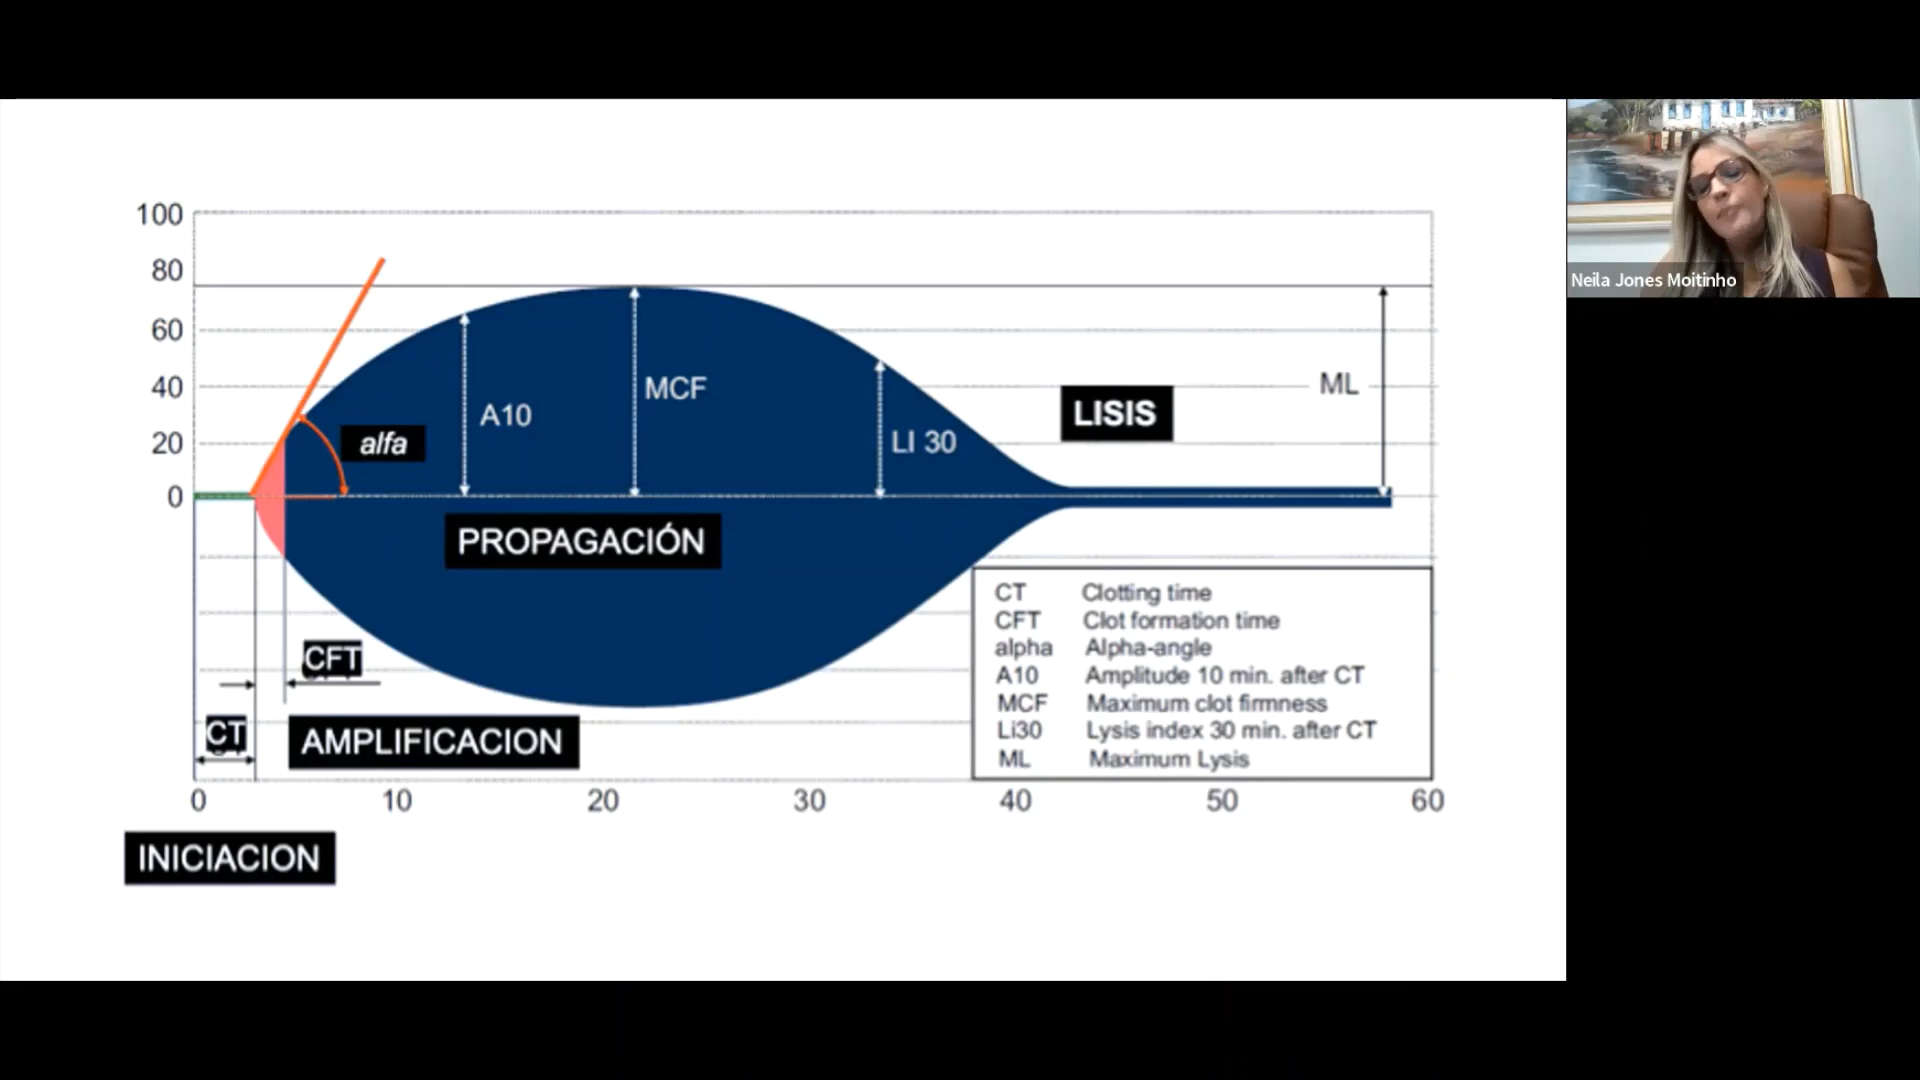 100
80
60
40
20
0
alfa
A10
MCF
LI 30
LISIS
ML
PROPAGACIÓN
CFT
CT
AMPLIFICACION
CT Clotting time
CFT Clot formation time
alpha Alpha-angle
A10 Amplitude 10 min. after CT
MCF Maximum clot firmness
Li30 Lysis index 30 min. after CT
ML Maximum Lysis
0 10 20 30 40 50 60
INICIACION
Neila Jones Moitinho